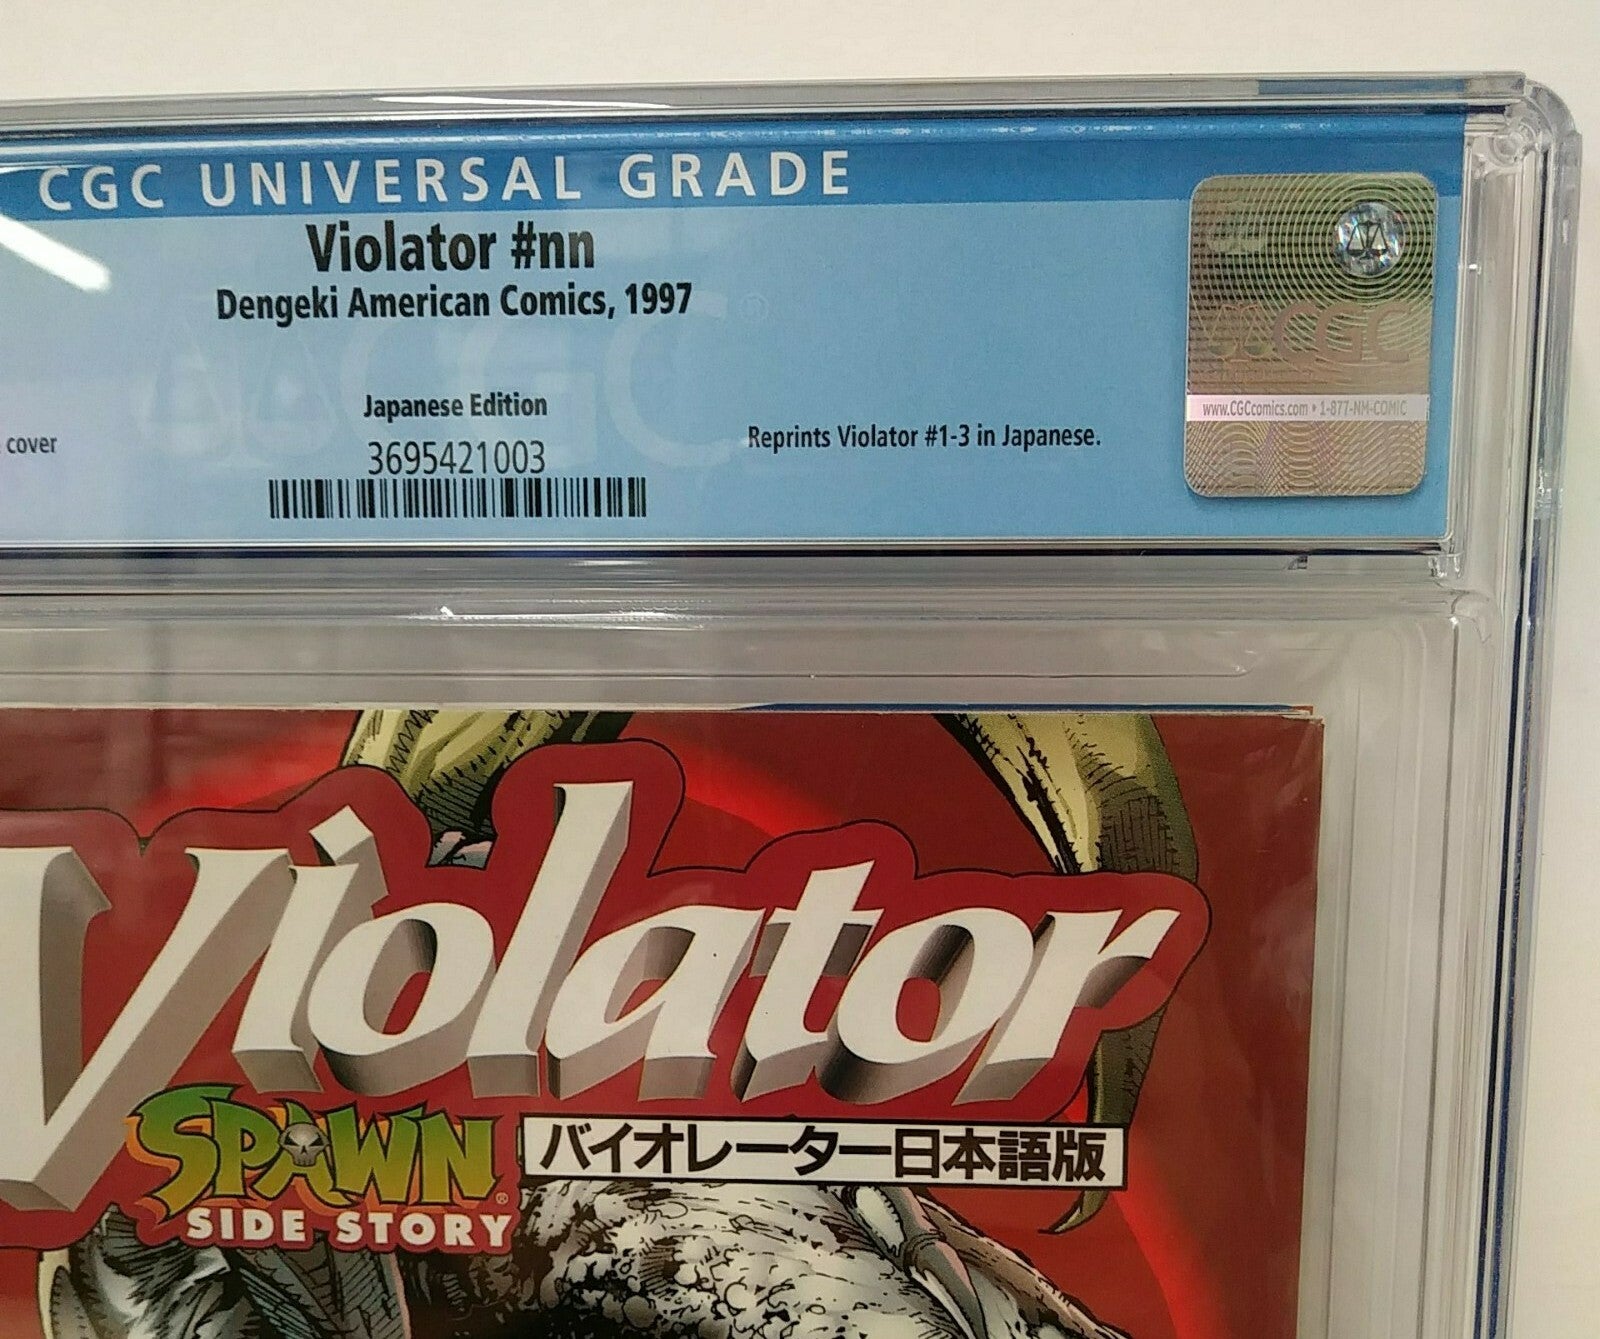 CGC UNIVERSAL GRADE
Violator #nn
Dengeki American Comics, 1997
Japanese Edition
cover
3695421003
Reprints Violator #1-3 in Japanese.
CGC
www.CGCcomics.com • 1-877-NM-COMIC
CGC
Violator
SPAWN®
SIDE STORY
バイオレーター日本語版